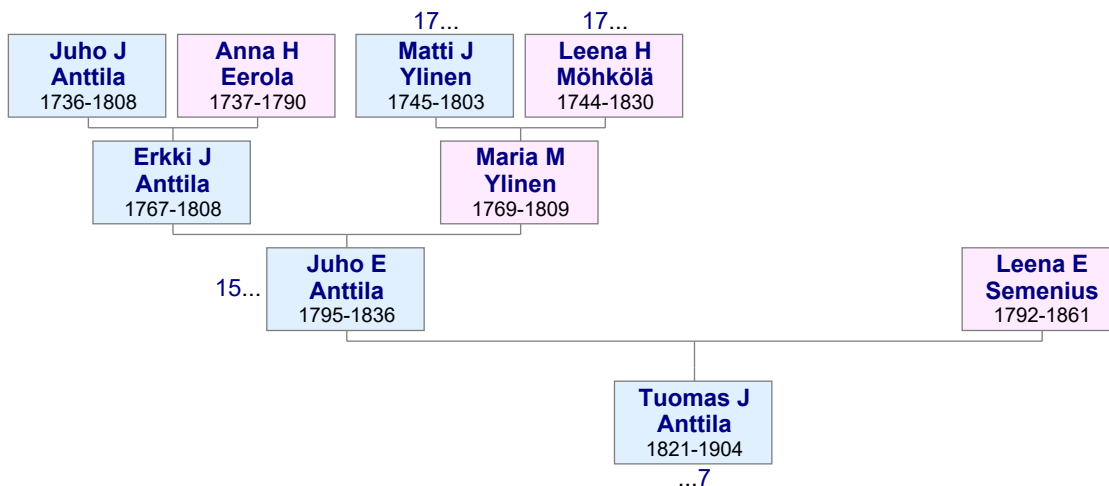 17...
17...
Juho J
Anttila
1736-1808
Anna H
Eerola
1737-1790
Matti J
Ylinen
1745-1803
Leena H
Möhkölä
1744-1830
Erkki J
Anttila
1767-1808
Maria M
Ylinen
1769-1809
15...
Juho E
Anttila
1795-1836
Leena E
Semenius
1792-1861
Tuomas J
Anttila
1821-1904
...7